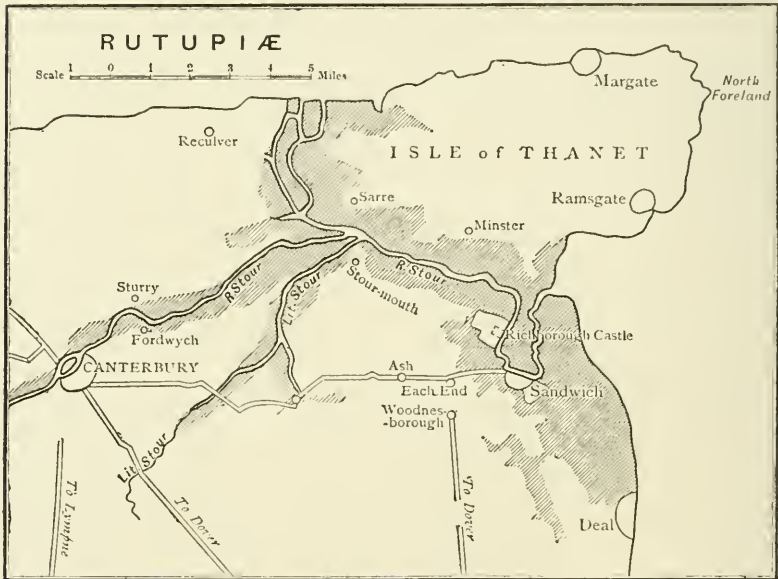 RUTUPIÆ
Scale 1 0 1 2 3 4 5 Miles
Margate
North
Foreland
Reculver
ISLE of THANET
Sarre
Ramsgate
Minster
R. Stour
Sturry
R. Stour
Lit. Stour
Stour-mouth
Fordwych
Richborough Castle
CANTERBURY
Ash
Each End
Sandwich
Woodnes-
-borough
Lit. Stour
To Lympne
To Dover
To Dover
Deal